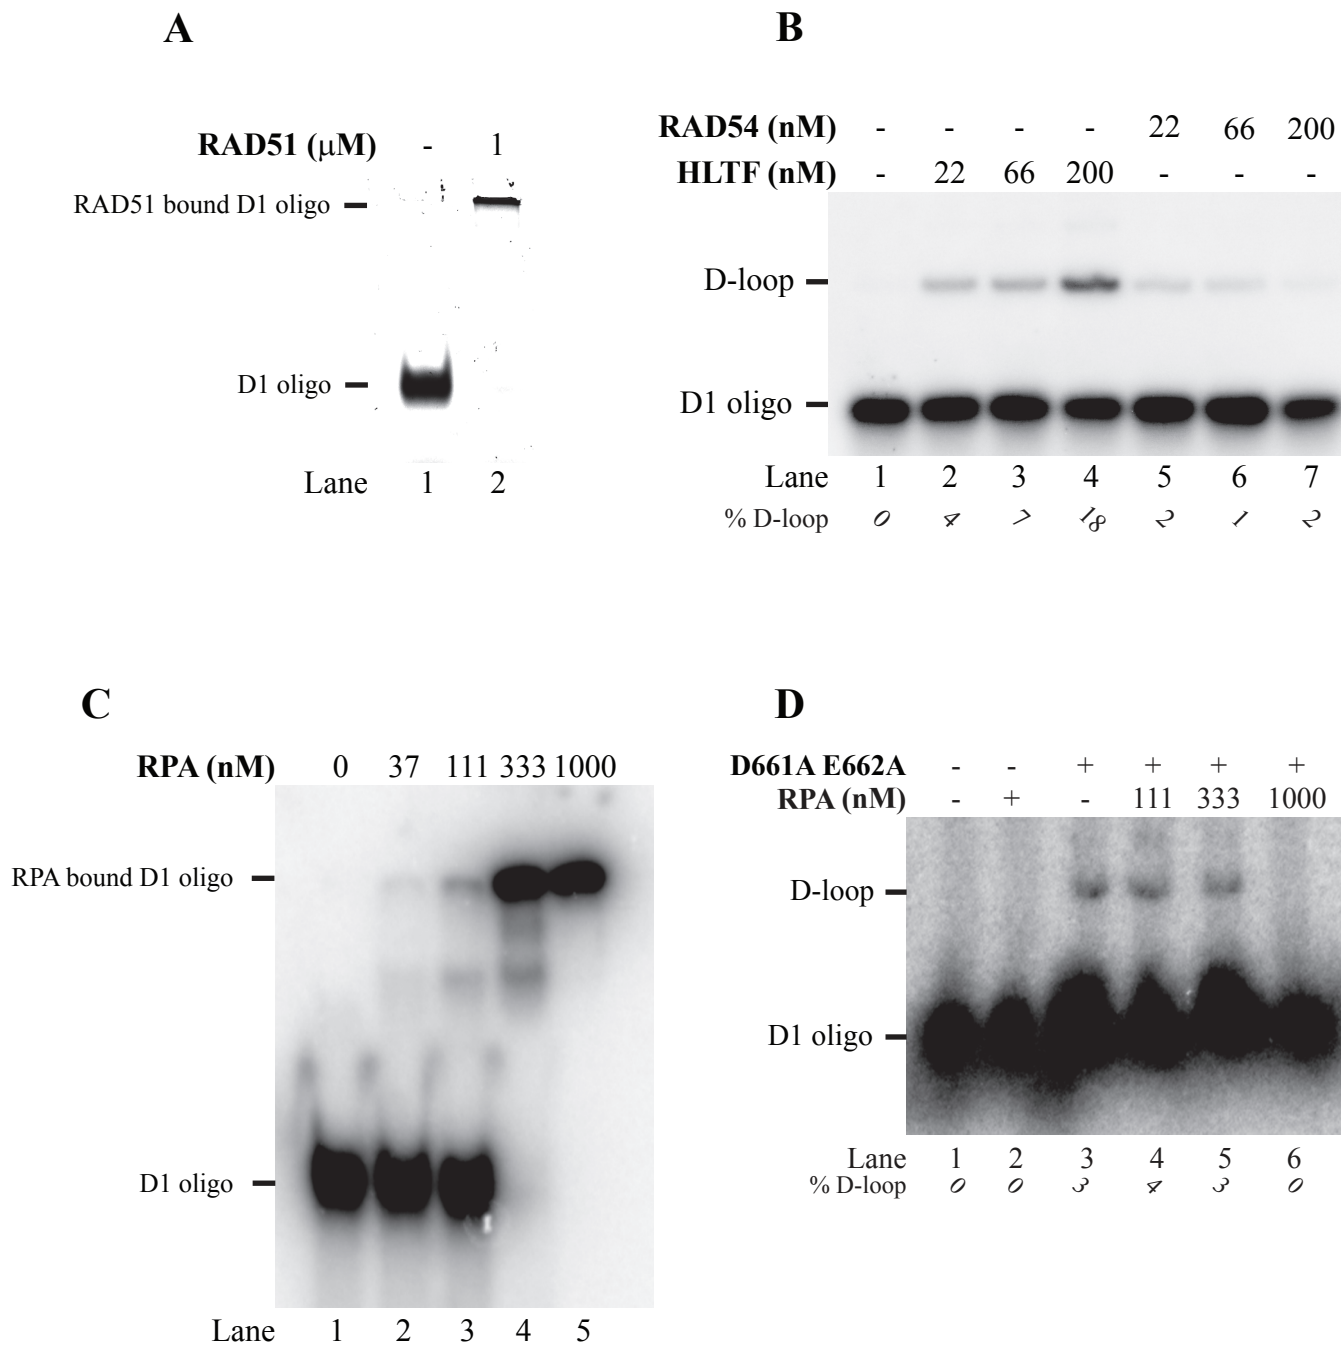 A
RAD51 (μM) - 1
RAD51 bound D1 oligo
D1 oligo
Lane 1 2
B
RAD54 (nM) - - - - 22 66 200
HLTF (nM) - 22 66 200 - - -
D-loop
D1 oligo
Lane 1 2 3 4 5 6 7
% D-loop 0 4 7 18 2 1 2
C
RPA (nM) 0 37 111 333 1000
RPA bound D1 oligo
D1 oligo
Lane 1 2 3 4 5
D
D661A E662A - - + + + +
RPA (nM) - + - 111 333 1000
D-loop
D1 oligo
Lane 1 2 3 4 5 6
% D-loop 0 0 3 4 3 0